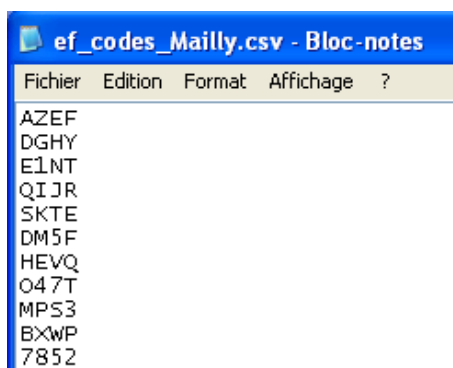 ef_codes_Mailly.csv - Bloc-notes
Fichier Edition Format Affichage ?
AZEF
DGHY
E1NT
QIJR
SKTE
DM5F
HEVQ
O47T
MPS3
BXWP
7852